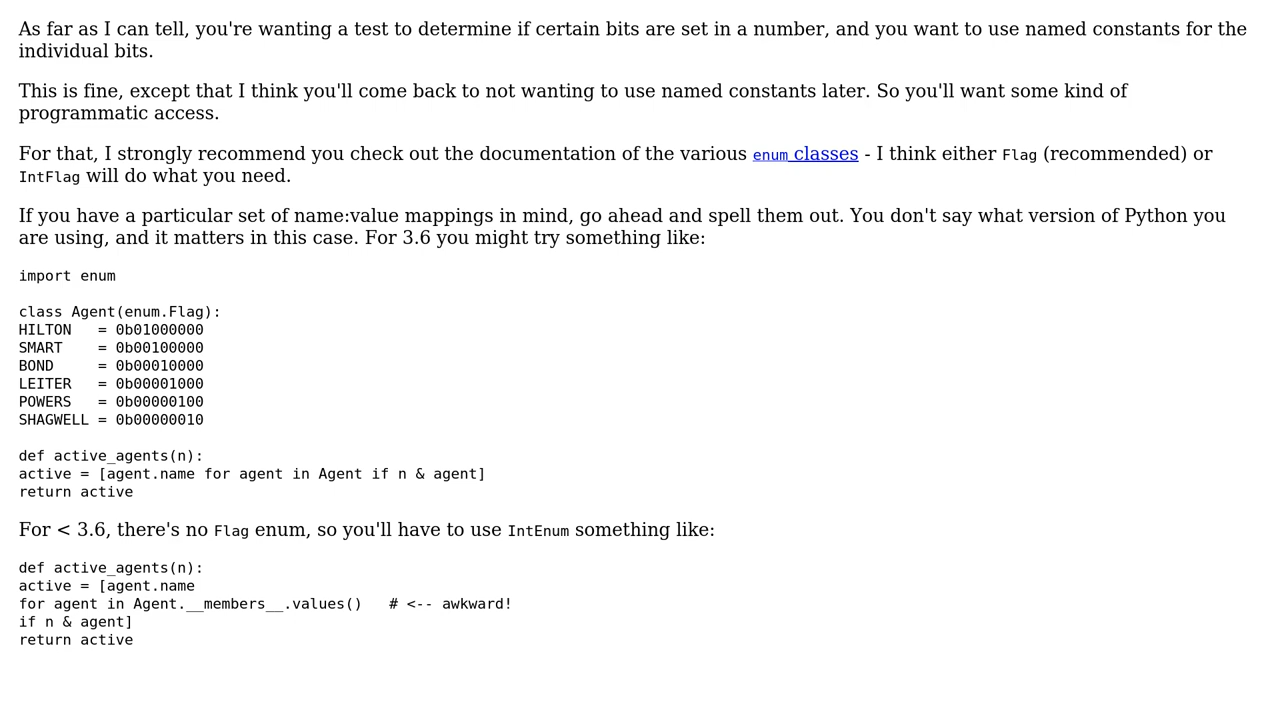 As far as I can tell, you're wanting a test to determine if certain bits are set in a number, and you want to use named constants for the
individual bits.
This is fine, except that I think you'll come back to not wanting to use named constants later. So you'll want some kind of
programmatic access.
For that, I strongly recommend you check out the documentation of the various enum classes - I think either Flag (recommended) or
IntFlag will do what you need.
If you have a particular set of name:value mappings in mind, go ahead and spell them out. You don't say what version of Python you
are using, and it matters in this case. For 3.6 you might try something like:
import enum
class Agent(enum.Flag):
HILTON   = 0b01000000
SMART    = 0b00100000
BOND     = 0b00010000
LEITER   = 0b00001000
POWERS   = 0b00000100
SHAGWELL = 0b00000010
def active_agents(n):
active = [agent.name for agent in Agent if n & agent]
return active
For < 3.6, there's no Flag enum, so you'll have to use IntEnum something like:
def active_agents(n):
active = [agent.name
for agent in Agent.__members__.values()   # <-- awkward!
if n & agent]
return active